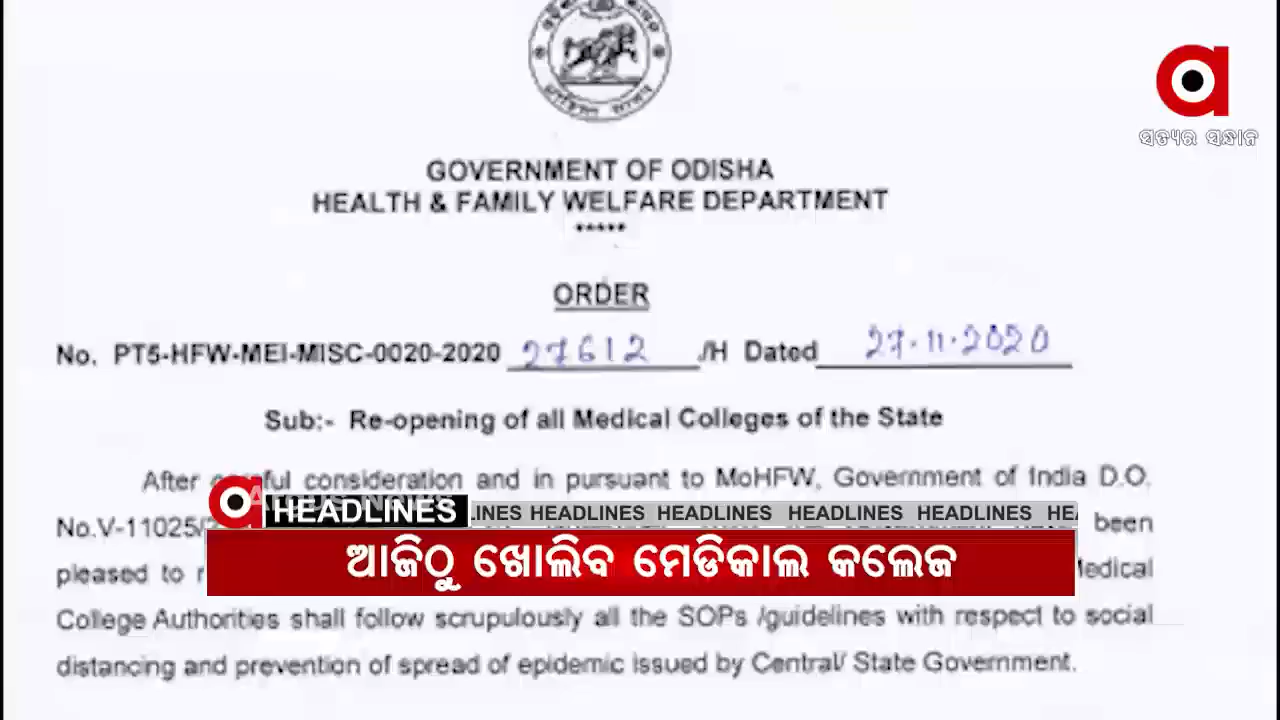 ସତ୍ୟର ସନ୍ଧାନ
GOVERNMENT OF ODISHA
HEALTH & FAMILY WELFARE DEPARTMENT
*****
ORDER
No. PT5-HFW-MEI-MISC-0020-2020 27612 /H Dated 27.11.2020
Sub:- Re-opening of all Medical Colleges of the State
After consideration and in pursuant to MoHFW, Government of India D.O.
No.V-11025/ been
HEADLINES
LINES HEADLINES HEADLINES HEADLINES HEADLINES
ଆଜିଠୁ ଖୋଲିବ ମେଡିକାଲ କଲେଜ
pleased to Medical
College Authorities shall follow scrupulously all the SOPs /guidelines with respect to social
distancing and prevention of spread of epidemic issued by Central/ State Government.